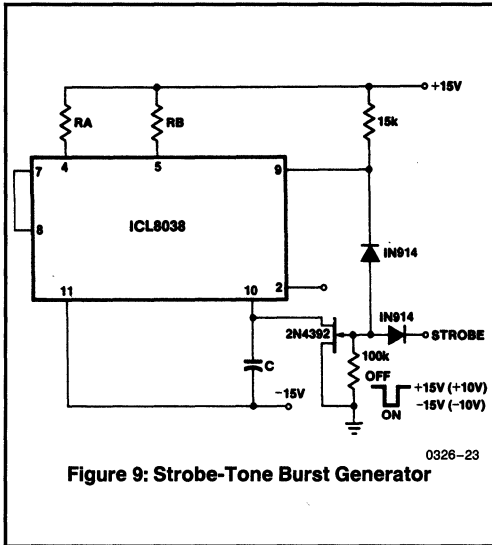 +15V
RA
RB
15k
4
5
7
9
ICL8038
8
IN914
11
10
2
IN914
2N4392
STROBE
100k
C
OFF
+15V (+10V)
-15V
-15V (-10V)
ON
0326–23
Figure 9: Strobe-Tone Burst Generator